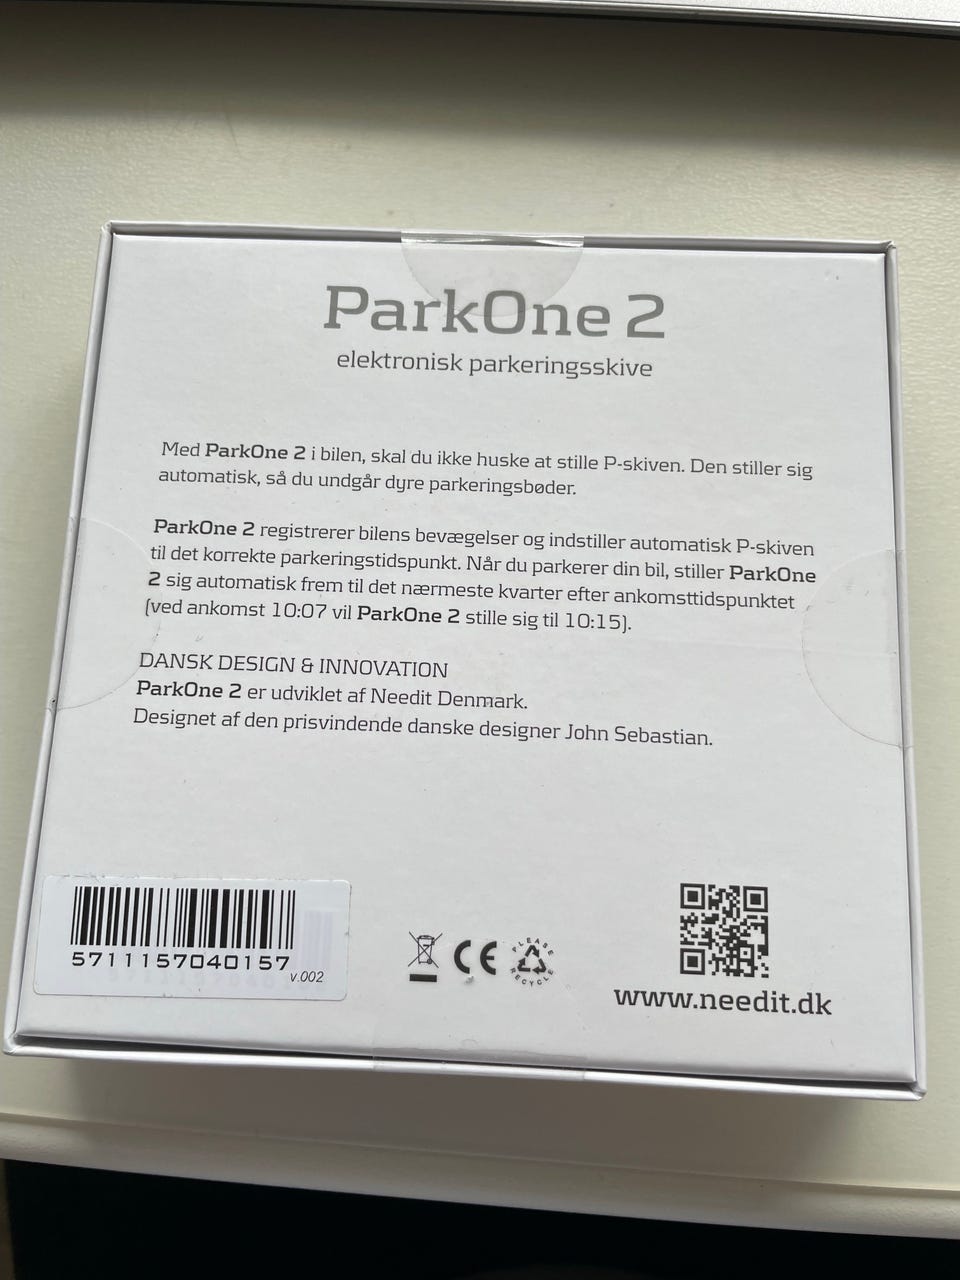 ParkOne 2
elektronisk parkeringsskive
Med ParkOne 2 i bilen, skal du ikke huske at stille P-skiven. Den stiller sig
automatisk, så du undgår dyre parkeringsbøder.
ParkOne 2 registrerer bilens bevægelser og indstiller automatisk P-skiven
til det korrekte parkeringstidspunkt. Når du parkerer din bil, stiller ParkOne
2 sig automatisk frem til det nærmeste kvarter efter ankomsttidspunktet
(ved ankomst 10:07 vil ParkOne 2 stille sig til 10:15).
DANSK DESIGN & INNOVATION
ParkOne 2 er udviklet af Needit Denmark.
Designet af den prisvindende danske designer John Sebastian.
5711157040157
v.002
CE
PLEASE
RECYCLE
www.needit.dk